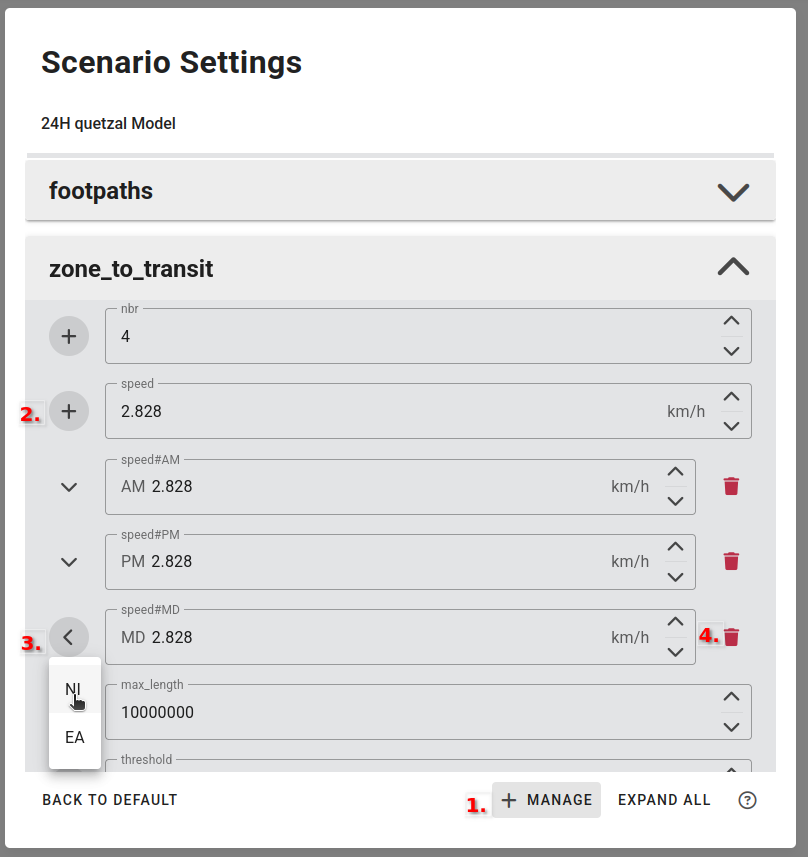 Scenario Settings
24H quetzal Model
footpaths
zone_to_transit
nbr
4
speed
2. 2.828 km/h
speed#AM
AM 2.828 km/h
speed#PM
PM 2.828 km/h
speed#MD
3. MD 2.828 km/h 4.
NI
max_length
10000000
EA
threshold
BACK TO DEFAULT 1. MANAGE EXPAND ALL